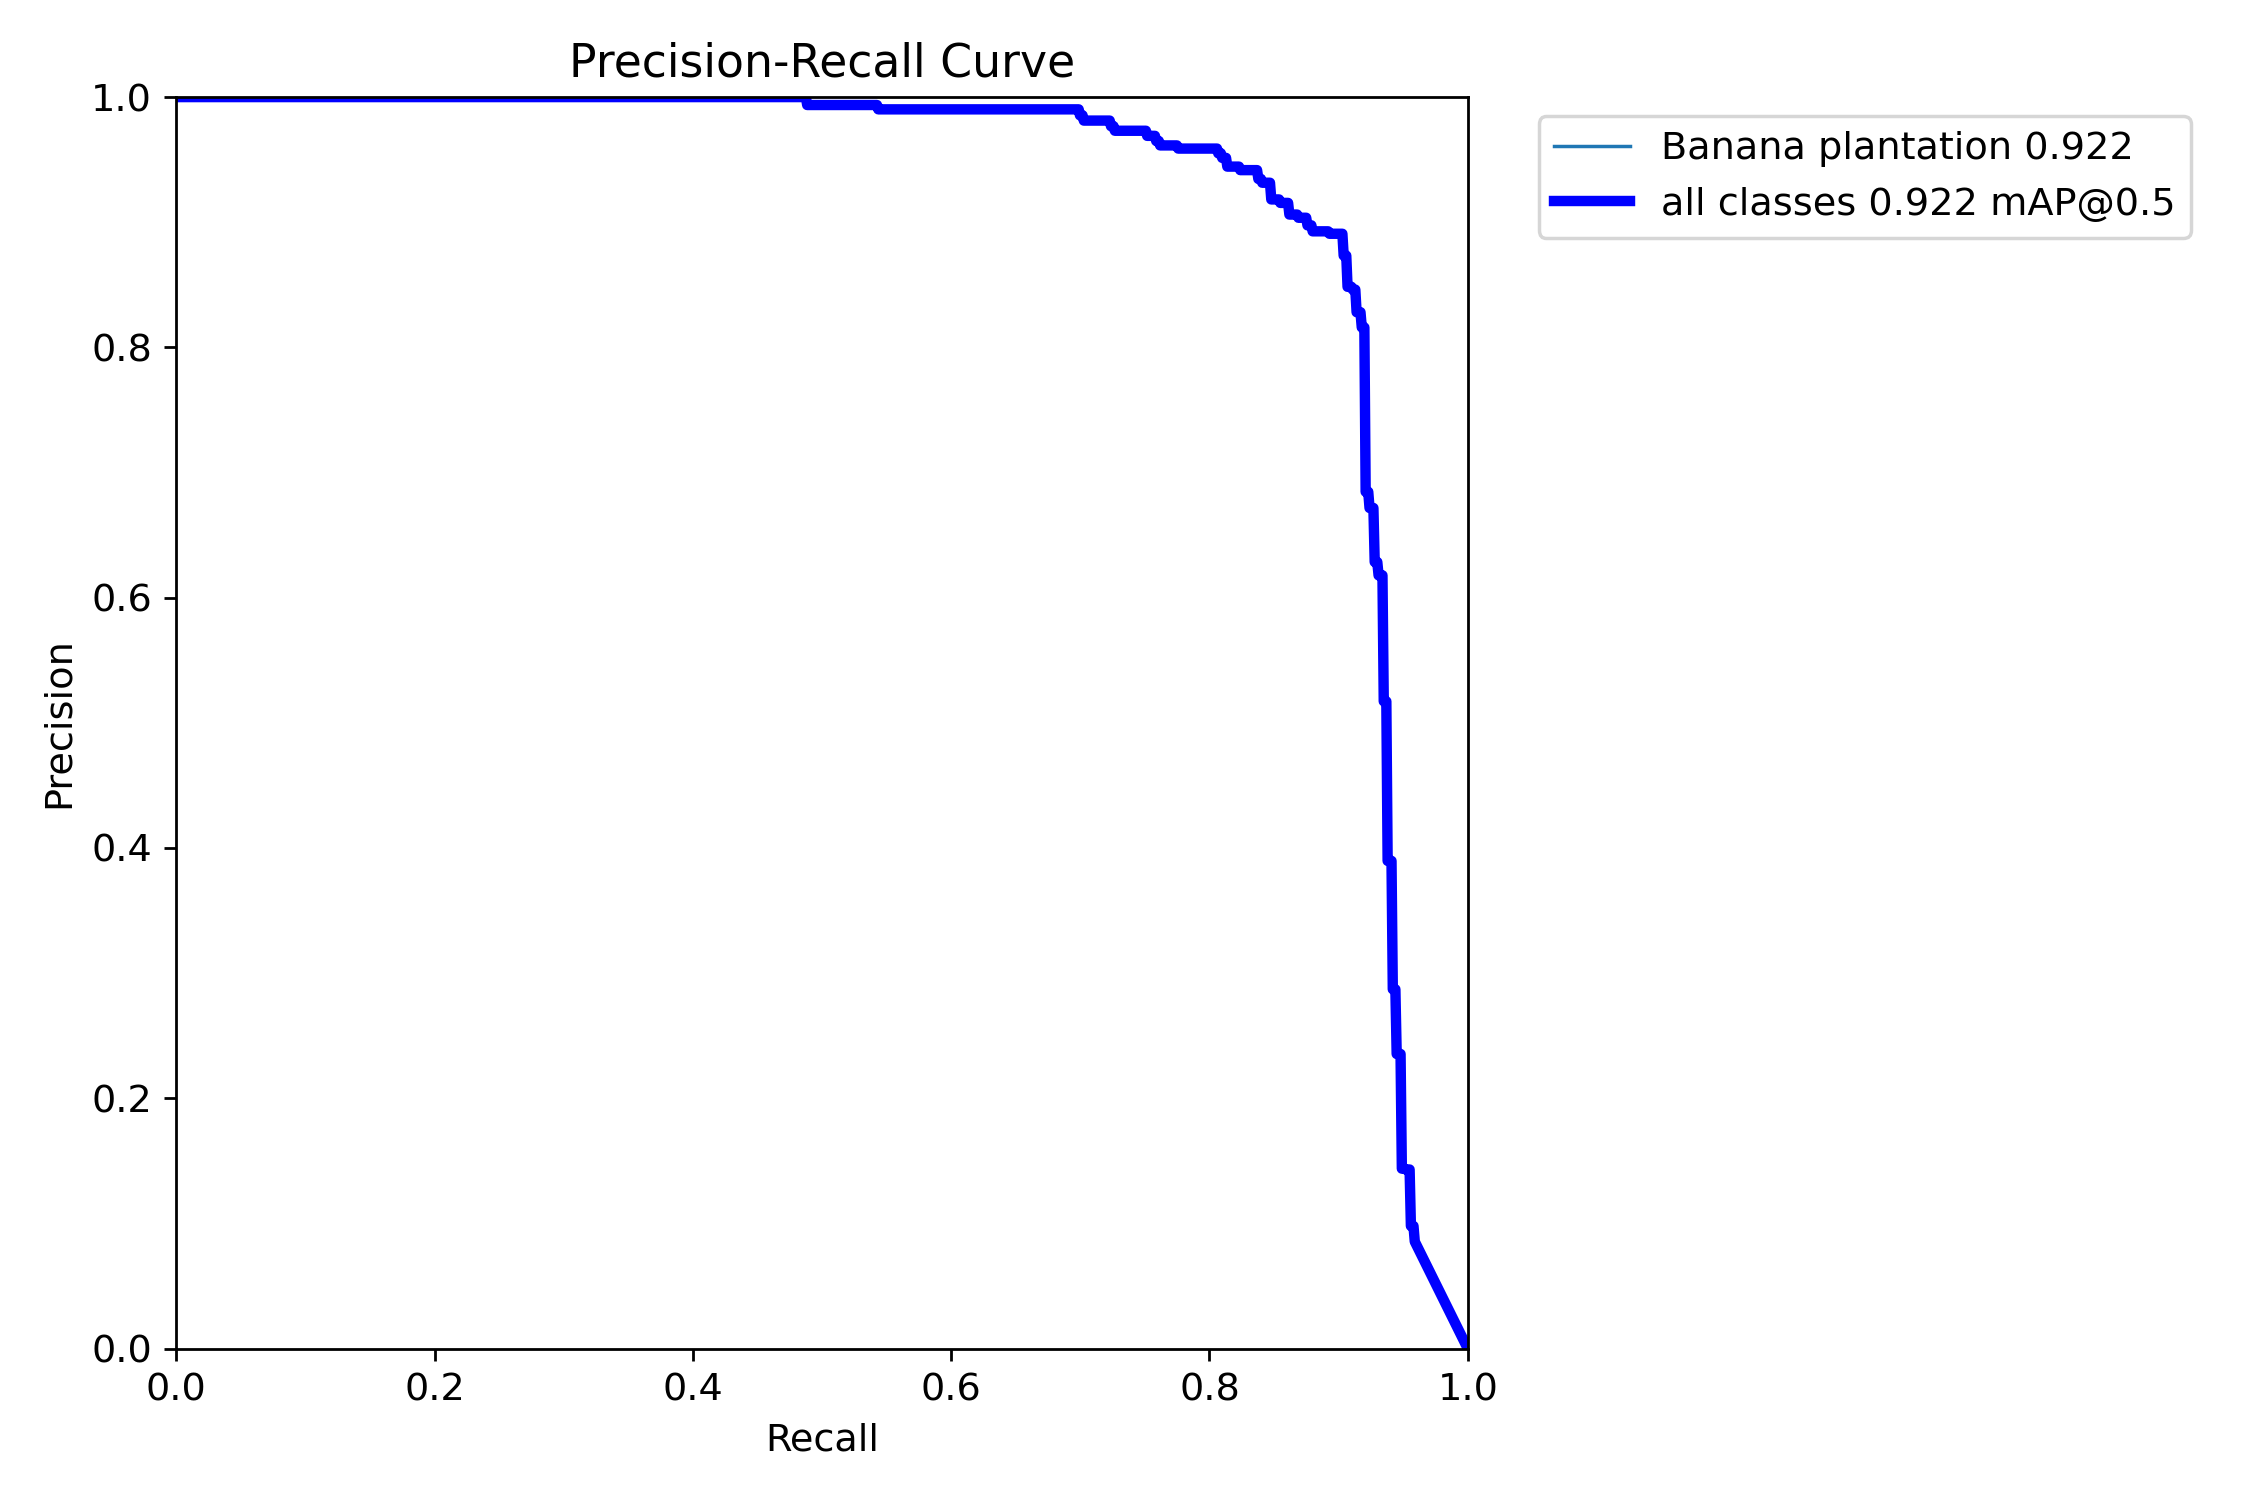 Precision-Recall Curve
1.0
0.8
0.6
0.4
0.2
0.0
Precision
0.0 0.2 0.4 0.6 0.8 1.0
Recall
Banana plantation 0.922
all classes 0.922 mAP@0.5